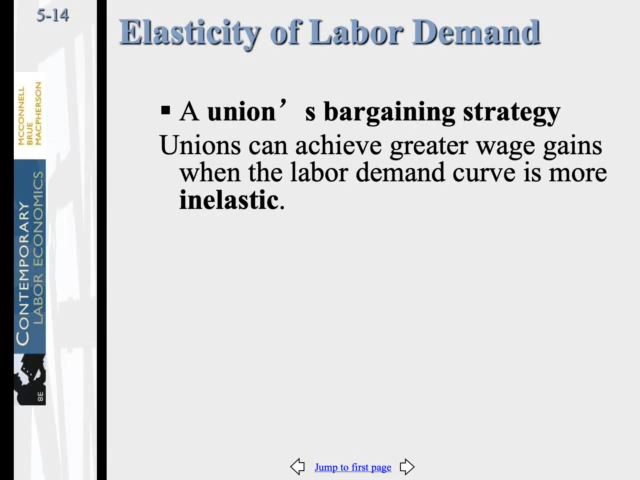 5-14
Elasticity of Labor Demand
MCCONNELL
BRUE
MACPHERSON
CONTEMPORARY
LABOR ECONOMICS
8E
▪ A union’s bargaining strategy
Unions can achieve greater wage gains
when the labor demand curve is more
inelastic.
Jump to first page